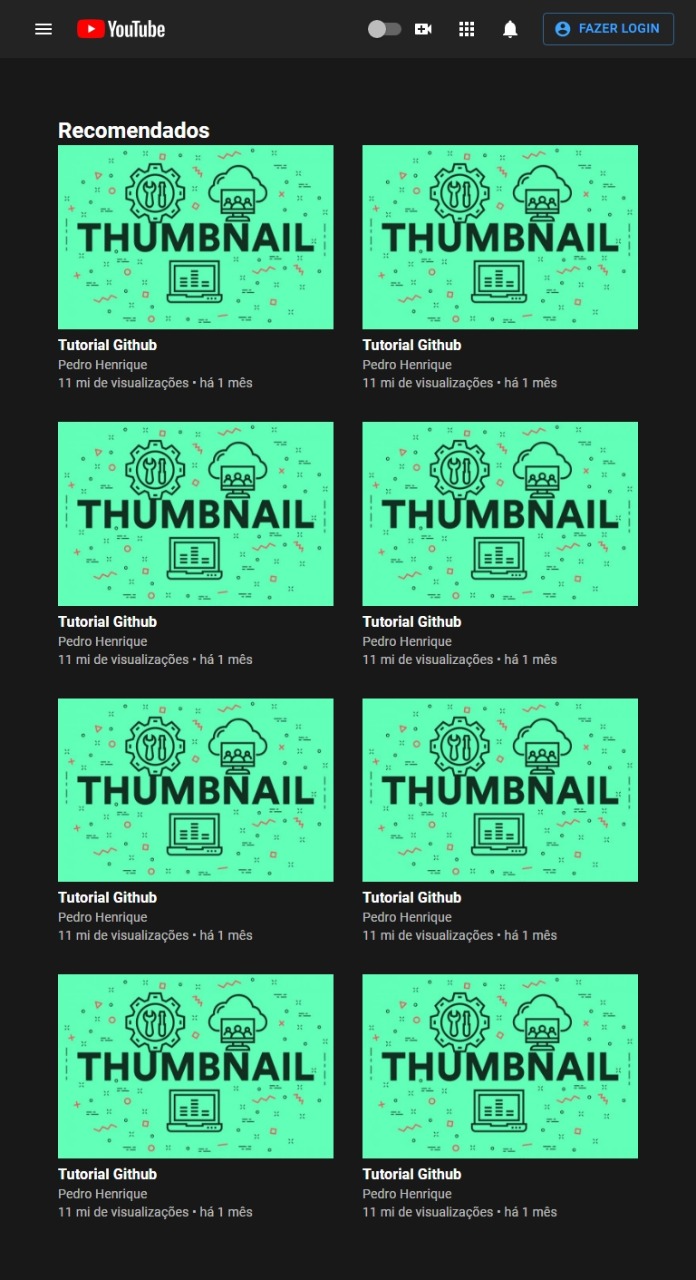 YouTube
FAZER LOGIN
Recomendados
THUMBNAIL
THUMBNAIL
Tutorial Github
Tutorial Github
Pedro Henrique
Pedro Henrique
11 mi de visualizações • há 1 mês
11 mi de visualizações • há 1 mês
THUMBNAIL
THUMBNAIL
Tutorial Github
Tutorial Github
Pedro Henrique
Pedro Henrique
11 mi de visualizações • há 1 mês
11 mi de visualizações • há 1 mês
THUMBNAIL
THUMBNAIL
Tutorial Github
Tutorial Github
Pedro Henrique
Pedro Henrique
11 mi de visualizações • há 1 mês
11 mi de visualizações • há 1 mês
THUMBNAIL
THUMBNAIL
Tutorial Github
Tutorial Github
Pedro Henrique
Pedro Henrique
11 mi de visualizações • há 1 mês
11 mi de visualizações • há 1 mês